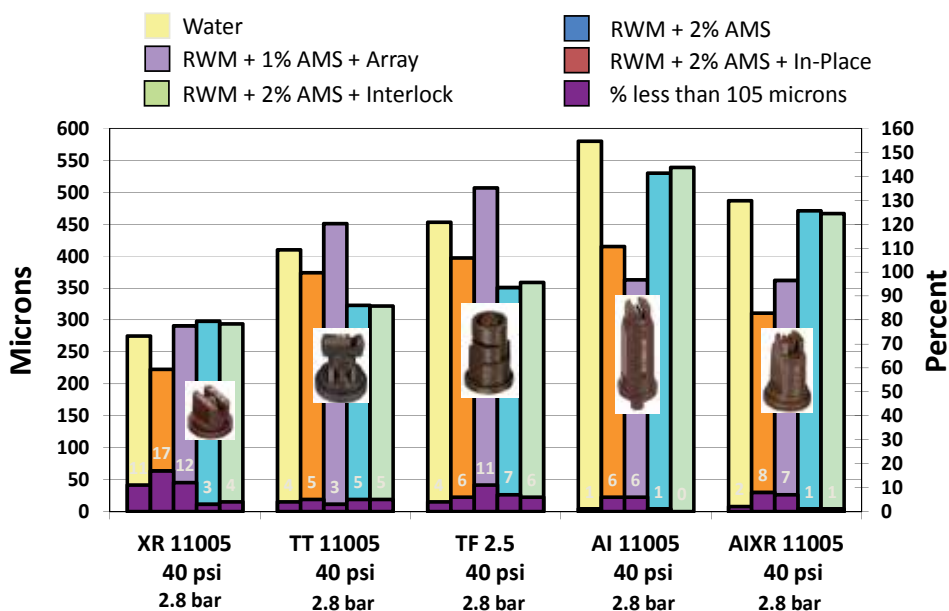 Water
RWM + 2% AMS
RWM + 1% AMS + Array
RWM + 2% AMS + In-Place
RWM + 2% AMS + Interlock
% less than 105 microns
Microns
600
550
500
450
400
350
300
250
200
150
100
50
0
17 12 3 4
5 3 5 5
6 11 7 6
1 6 6 1 0
2 8 7 1 1
160
150
140
130
120
110
100
90
80
70
60
50
40
30
20
10
0
Percent
XR 11005 TT 11005 TF 2.5 AI 11005 AIXR 11005
40 psi 40 psi 40 psi 40 psi 40 psi
2.8 bar 2.8 bar 2.8 bar 2.8 bar 2.8 bar